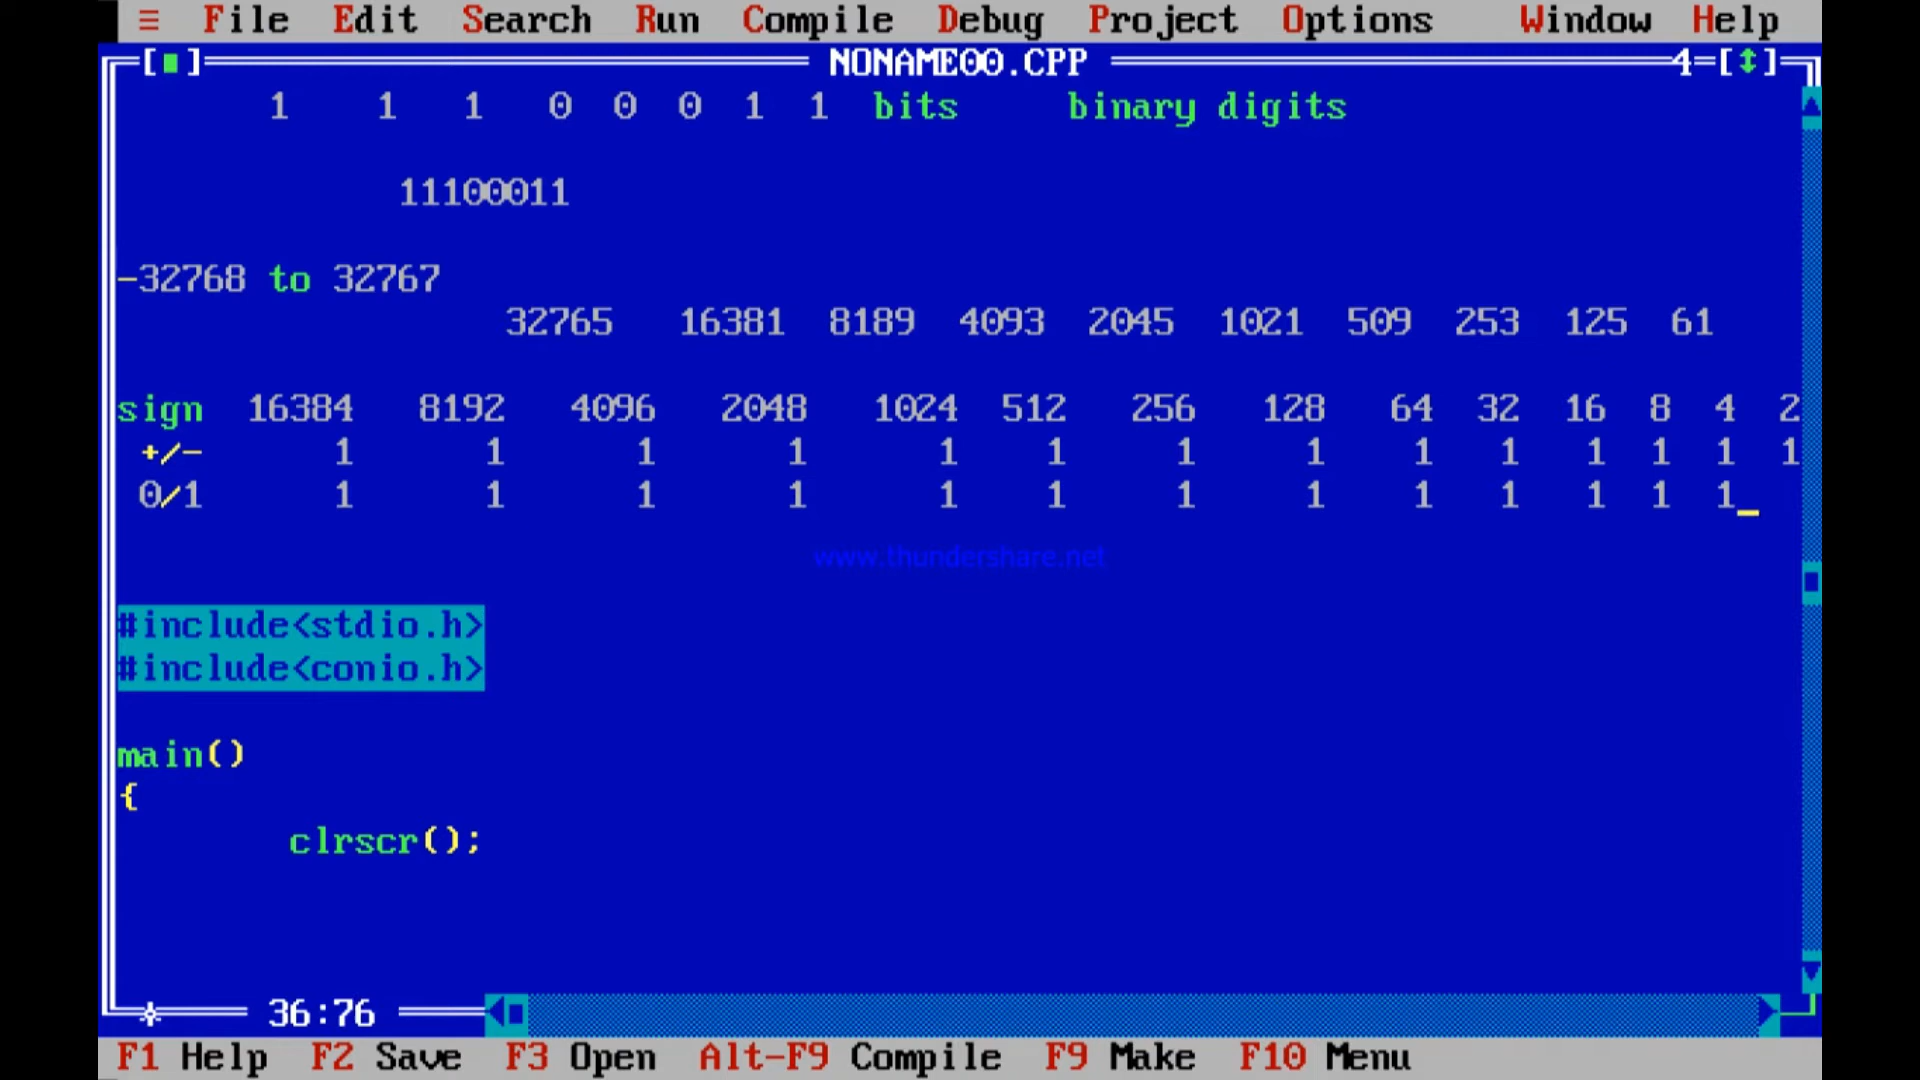 ≡ File Edit Search Run Compile Debug Project Options Window Help
[■] NONAME00.CPP 4=[↕]
1 1 1 0 0 0 1 1 bits binary digits
11100011
-32768 to 32767
32765 16381 8189 4093 2045 1021 509 253 125 61
sign 16384 8192 4096 2048 1024 512 256 128 64 32 16 8 4 2
+/- 1 1 1 1 1 1 1 1 1 1 1 1 1 1
0/1 1 1 1 1 1 1 1 1 1 1 1 1 1_
www.thundershare.net
#include<stdio.h>
#include<conio.h>
main()
{
clrscr();
36:76
F1 Help F2 Save F3 Open Alt-F9 Compile F9 Make F10 Menu